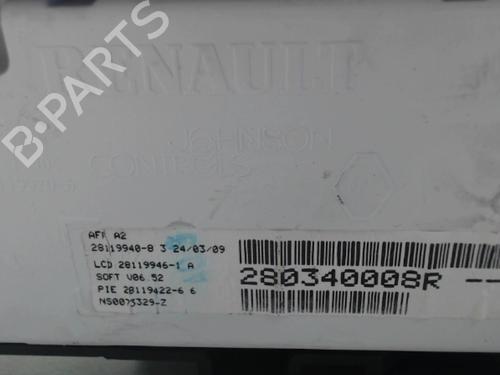 RENAULT
JOHNSON
CONTROLS
B-PARTS
AFF A2
28119940-8 3 24/03/09
LCD 28119946-1 A
SOFT V06.52
PIE 28119422-6 6
NS0073329-Z
280340008R --